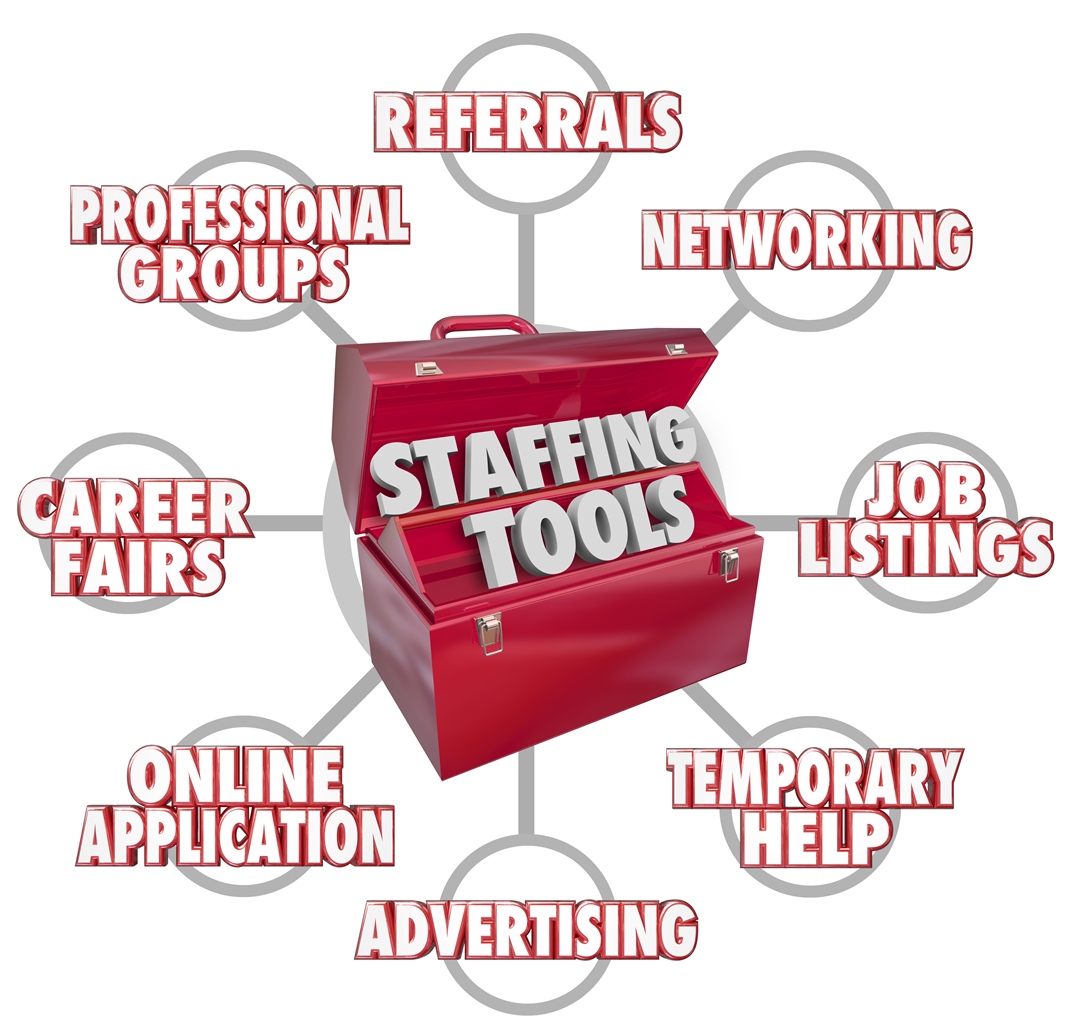 REFERRALS
PROFESSIONAL
GROUPS
NETWORKING
STAFFING
TOOLS
CAREER
FAIRS
JOB
LISTINGS
ONLINE
APPLICATION
TEMPORARY
HELP
ADVERTISING